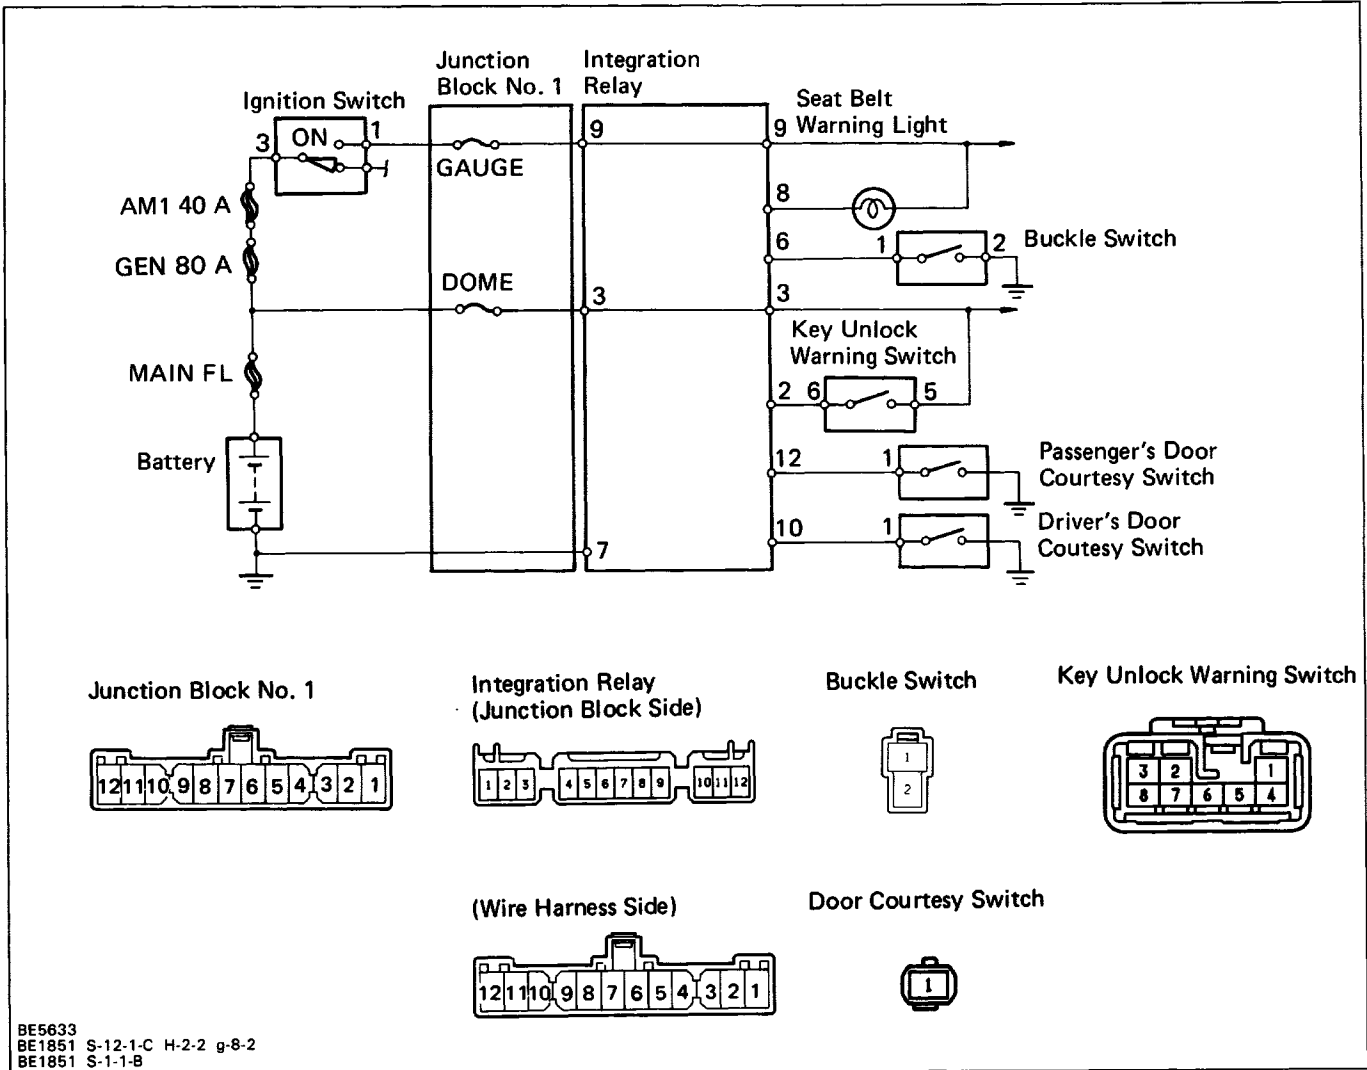 Junction
Block No. 1
Integration
Relay
Ignition Switch
Seat Belt
Warning Light
3 ON 1
GAUGE
9
9
AM1 40 A
8
GEN 80 A
6
1 2
Buckle Switch
DOME
3
3
Key Unlock
Warning Switch
MAIN FL
2 6 5
Battery
12
1
Passenger's Door
Courtesy Switch
10
1
Driver's Door
Coutesy Switch
7
Junction Block No. 1
12 11 10 9 8 7 6 5 4 3 2 1
Integration Relay
(Junction Block Side)
1 2 3 4 5 6 7 8 9 10 11 12
Buckle Switch
1
2
Key Unlock Warning Switch
3 2 1
8 7 6 5 4
(Wire Harness Side)
12 11 10 9 8 7 6 5 4 3 2 1
Door Courtesy Switch
1
BE5633
BE1851 S-12-1-C H-2-2 g-8-2
BE1851 S-1-1-B